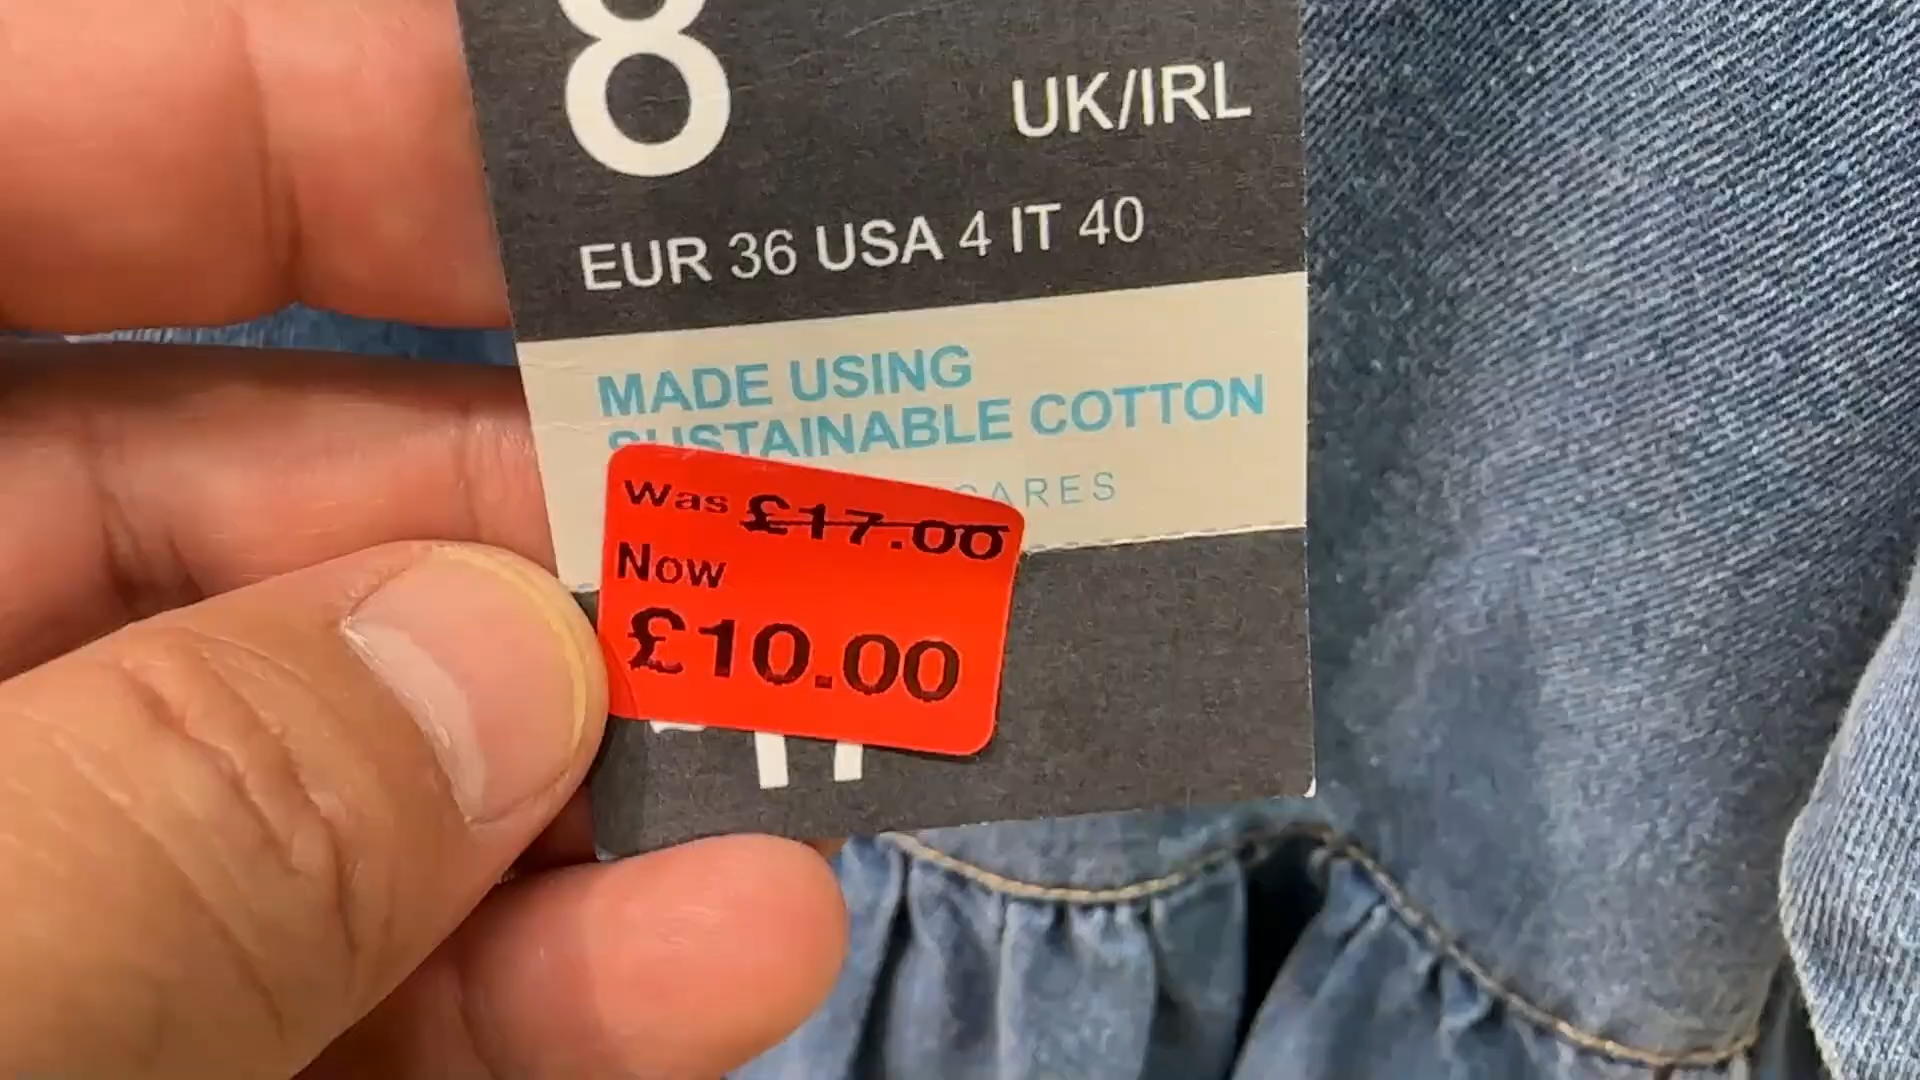 8
UK/IRL
EUR 36 USA 4 IT 40
MADE USING
SUSTAINABLE COTTON
CARES
Was £17.00
Now
£10.00